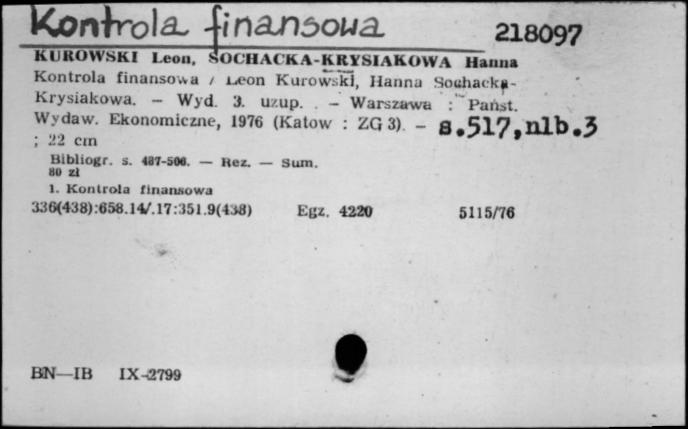 Kontrola finansowa
218097
KUROWSKI Leon, SOCHACKA-KRYSIAKOWA Hanna
Kontrola finansowa / Leon Kurowski, Hanna Sochacka-
Krysiakowa. - Wyd. 3. uzup. . - Warszawa : Państ.
Wydaw. Ekonomiczne, 1976 (Katow : ZG 3). - s.517,nlb.3
; 22 cm
Bibliogr. s. 487-506. — Rez. — Sum.
80 zł
1. Kontrola finansowa
336(438):658.14/.17:351.9(438) Egz. 4220 5115/76
BN—IB IX-2799